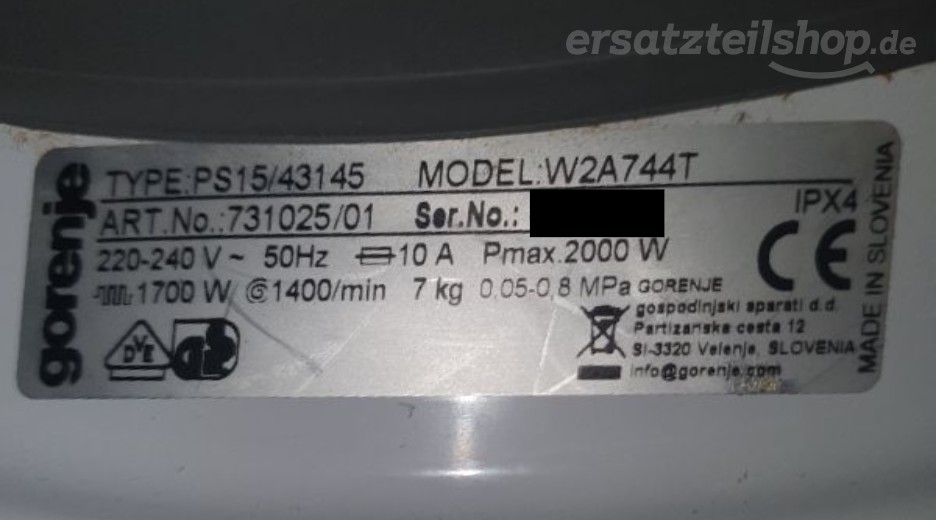 ersatzteilshop.de
gorenje
TYPE:PS15/43145 MODEL:W2A744T
ART.No.:731025/01 Ser.No.:
IPX4
220-240 V ~ 50Hz 10 A Pmax.2000 W
1700 W 1400/min 7 kg 0,05-0,8 MPa GORENJE
gospodinjski aparati d.d.
Partizanska cesta 12
SI-3320 Velenje, SLOVENIA
info@gorenje.com
DVE
GS
CE
MADE IN SLOVENIA